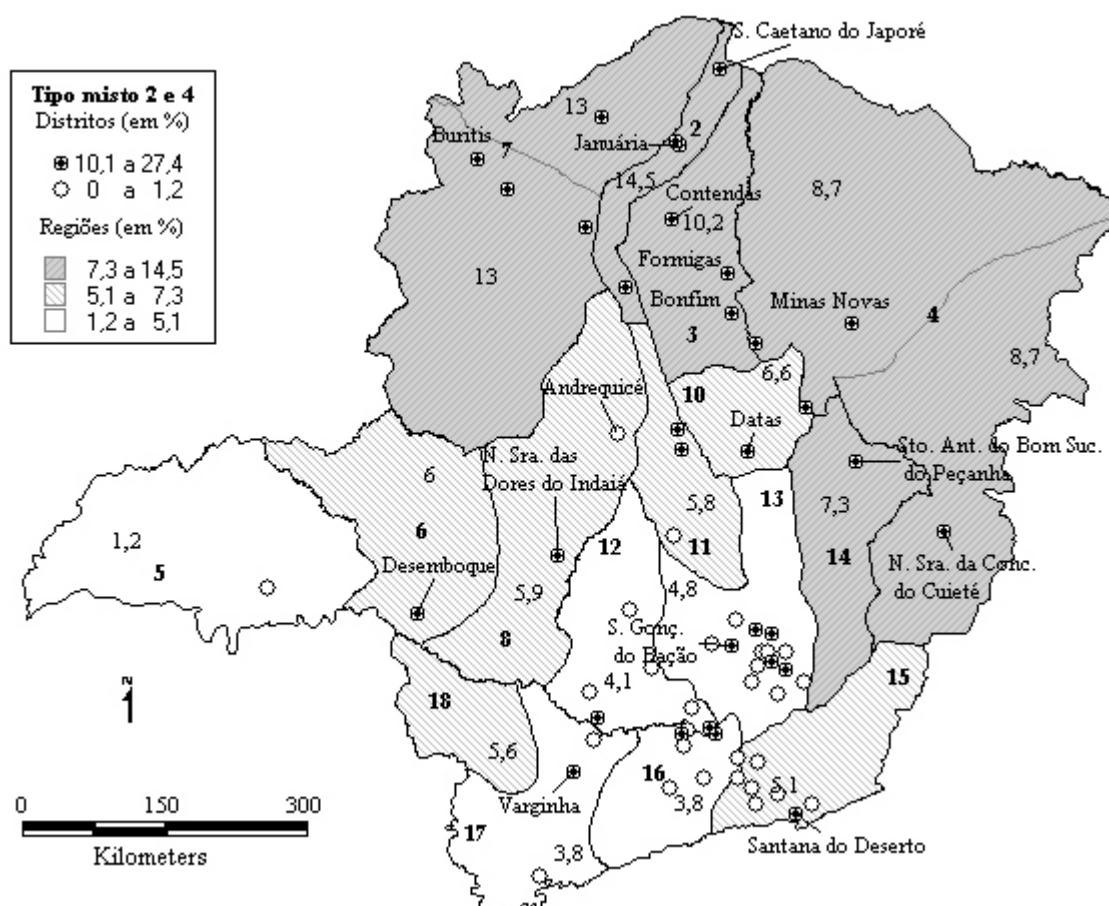 Tipo misto 2 e 4
Distritos (em %)
10,1 a 27,4
0 a 1,2
Regiões (em %)
7,3 a 14,5
5,1 a 7,3
1,2 a 5,1
S. Caetano do Japoré
13
2
Buritis
7
Januária
14,5
Contendas
10,2
8,7
13
Formigas
Bonfim
Minas Novas
3
4
8,7
6,6
Andrequicé
10
Datas
Sto. Ant. do Bom Suc.
do Peçanha
N. Sra. das
Dores do Indaiá
6
13
7,3
5,8
1,2
5
6
12
11
14
Desemboque
N. Sra. da Conc.
do Cuieté
5,9
4,8
8
S. Gonç.
do Bação
4,1
15
N
18
5,6
16
5,1
0 150 300
Varginha
3,8
17
Kilometers
3,8
Santana do Deserto